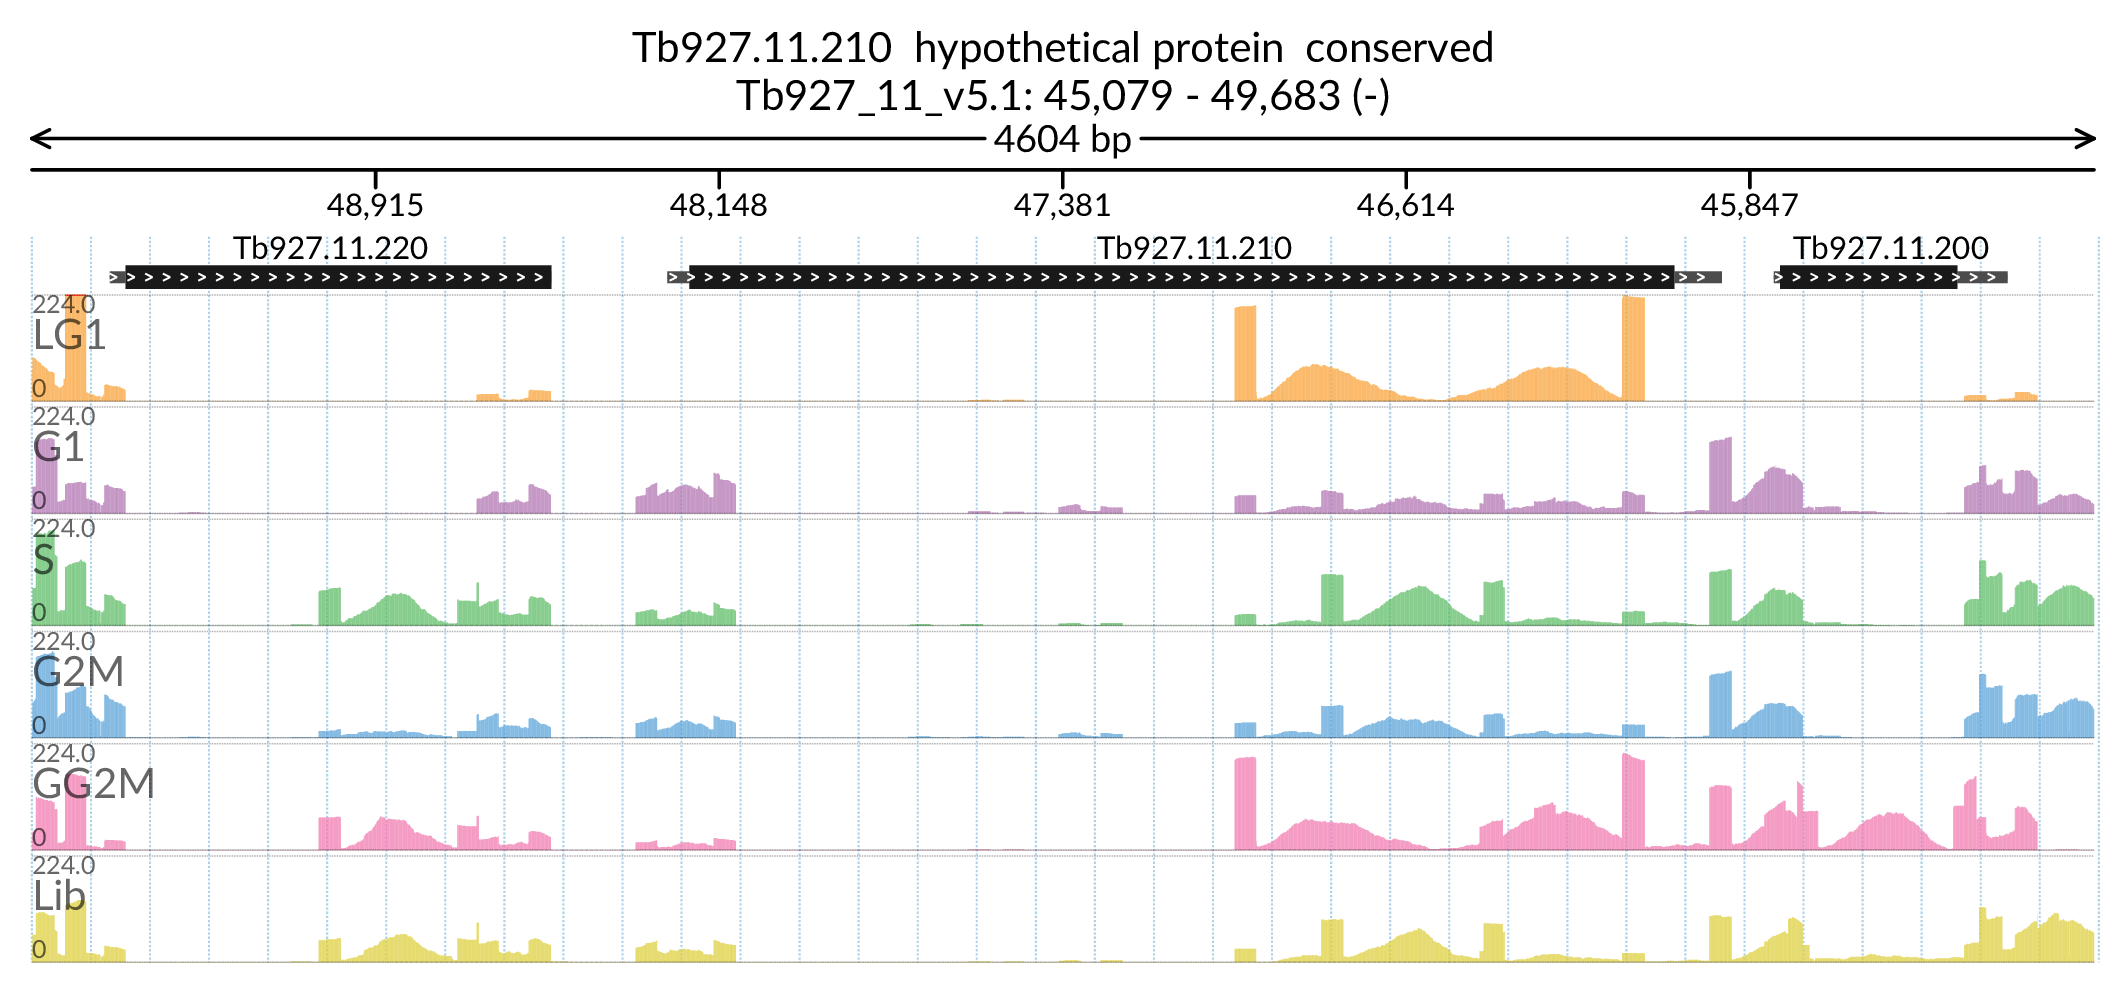 Tb927.11.210  hypothetical protein  conserved
Tb927_11_v5.1: 45,079 - 49,683 (-)
4604 bp
48,915 48,148 47,381 46,614 45,847
Tb927.11.220 Tb927.11.210 Tb927.11.200
224.0
LG1
0
224.0
G1
0
224.0
S
0
224.0
G2M
0
224.0
GG2M
0
224.0
Lib
0